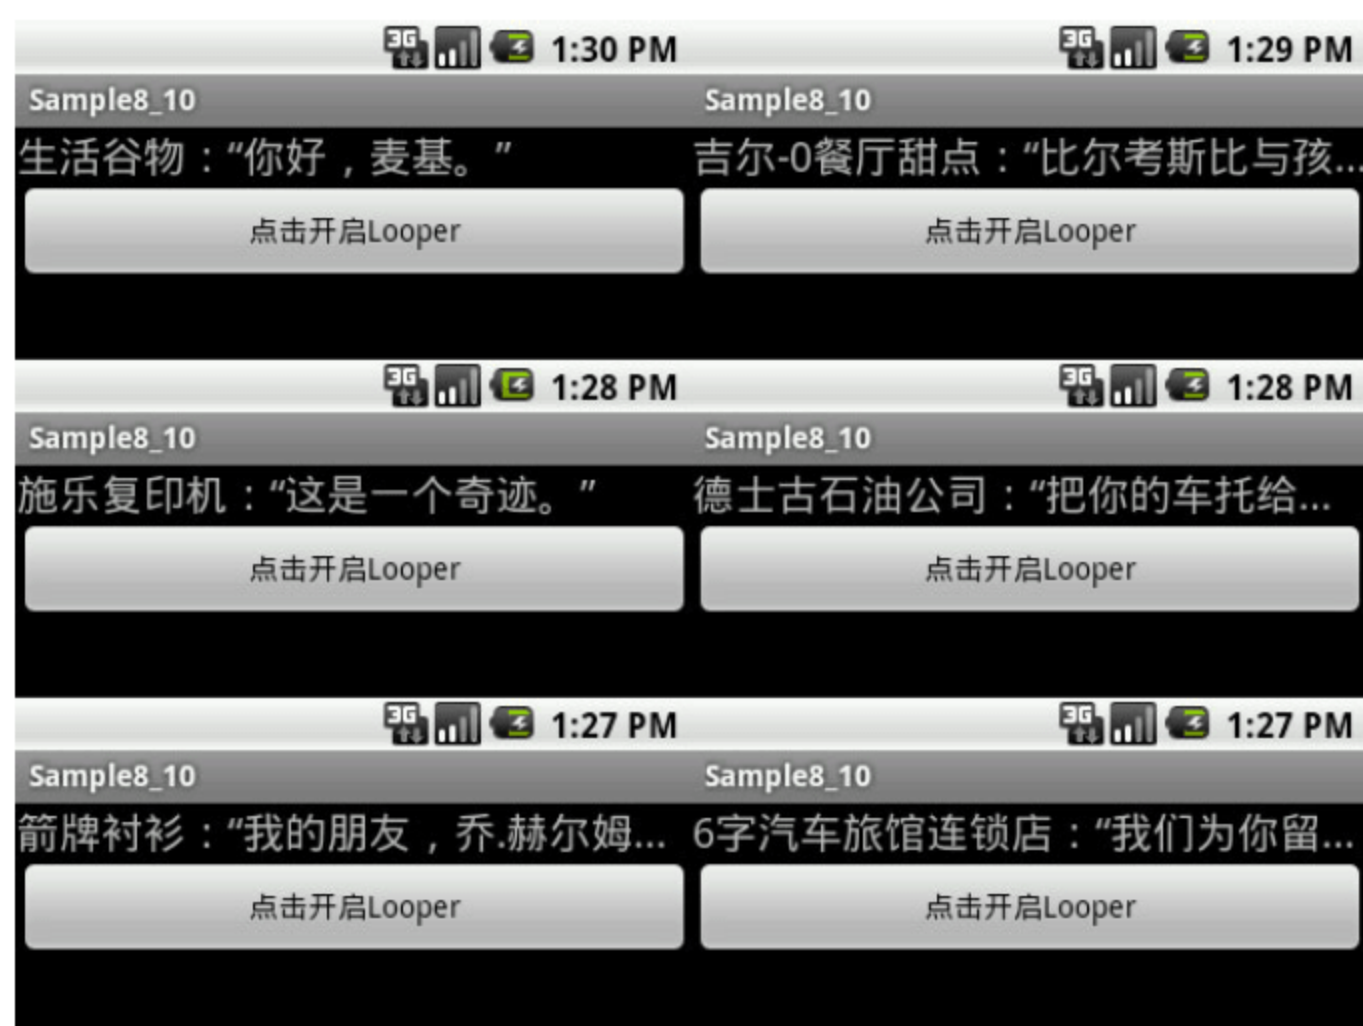 3G 1:30 PM
Sample8_10
生活谷物：“你好，麦基。”
点击开启Looper
3G 1:29 PM
Sample8_10
吉尔-0餐厅甜点：“比尔考斯比与孩...
点击开启Looper
3G 1:28 PM
Sample8_10
施乐复印机：“这是一个奇迹。”
点击开启Looper
3G 1:28 PM
Sample8_10
德士古石油公司：“把你的车托给...
点击开启Looper
3G 1:27 PM
Sample8_10
箭牌衬衫：“我的朋友，乔.赫尔姆...
点击开启Looper
3G 1:27 PM
Sample8_10
6字汽车旅馆连锁店：“我们为你留...
点击开启Looper